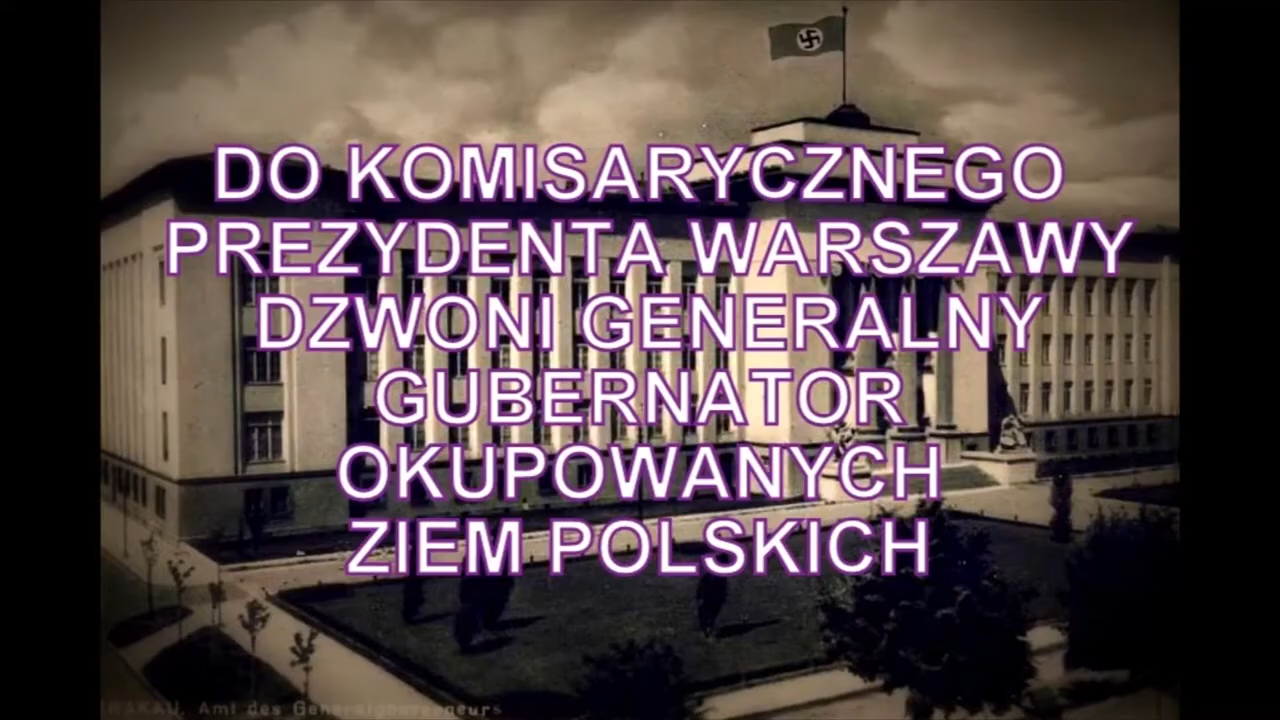 DO KOMISARYCZNEGO
PREZYDENTA WARSZAWY
DZWONI GENERALNY
GUBERNATOR
OKUPOWANYCH
ZIEM POLSKICH
KRAKAU. Amt des Generalgouverneurs